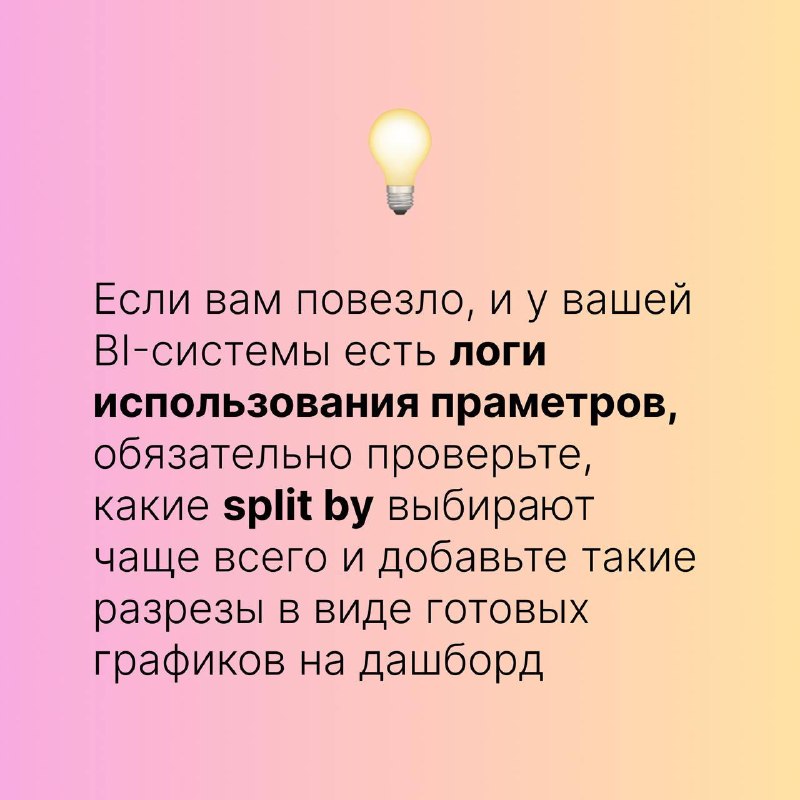 Если вам повезло, и у вашей
BI-системы есть логи
использования праметров,
обязательно проверьте,
какие split by выбирают
чаще всего и добавьте такие
разрезы в виде готовых
графиков на дашборд